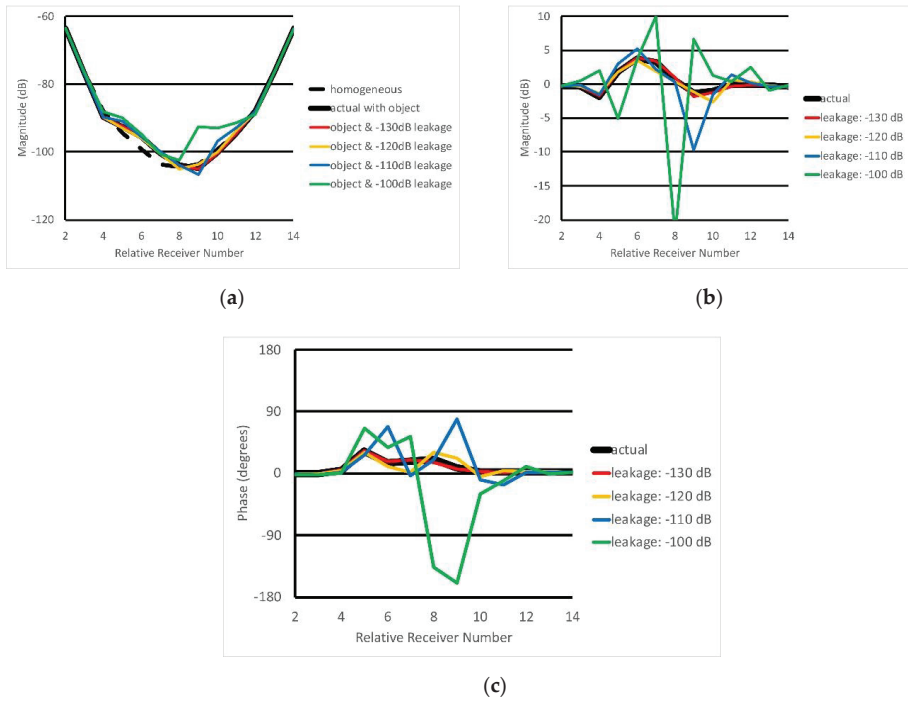 Magnitude (dB)
-60
-80
-100
-120
2 4 6 8 10 12 14
Relative Receiver Number
homogeneous
actual with object
object & -130dB leakage
object & -120dB leakage
object & -110dB leakage
object & -100dB leakage
(a)
Magnitude (dB)
10
5
0
-5
-10
-15
-20
2 4 6 8 10 12 14
Relative Receiver Number
actual
leakage: -130 dB
leakage: -120 dB
leakage: -110 dB
leakage: -100 dB
(b)
Phase (degrees)
180
90
0
-90
-180
2 4 6 8 10 12 14
Relative Receiver Number
actual
leakage: -130 dB
leakage: -120 dB
leakage: -110 dB
leakage: -100 dB
(c)